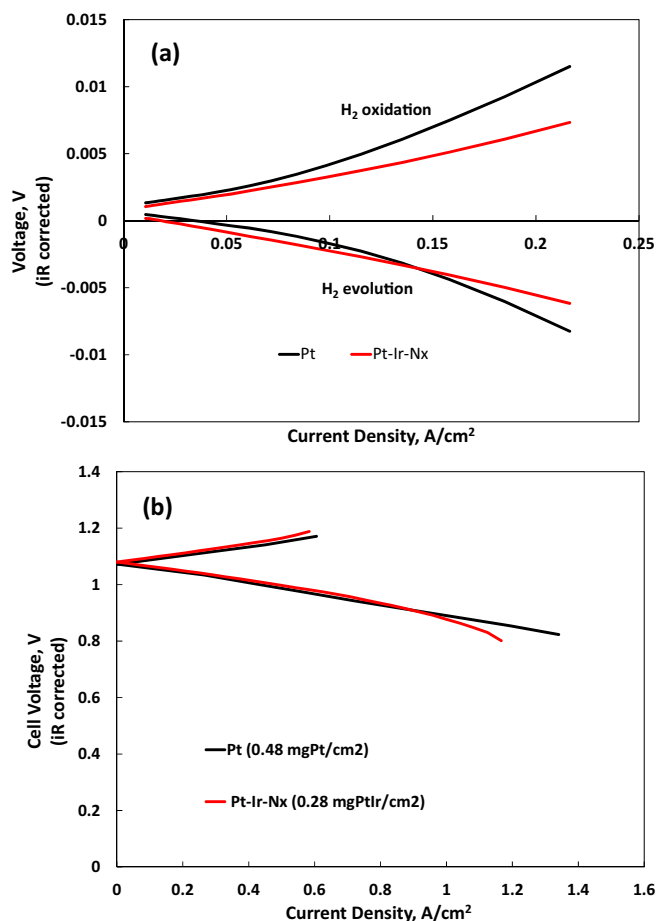 (a)
0.015
0.01
0.005
0
-0.005
-0.01
-0.015
0
0.05
0.1
0.15
0.2
0.25
Voltage, V
(iR corrected)
H2 oxidation
H2 evolution
Pt
Pt-Ir-Nx
Current Density, A/cm2
(b)
1.4
1.2
1
0.8
0.6
0.4
0.2
0
Cell Voltage, V
(iR corrected)
Pt (0.48 mgPt/cm2)
Pt-Ir-Nx (0.28 mgPtIr/cm2)
0
0.2
0.4
0.6
0.8
1
1.2
1.4
1.6
Current Density, A/cm2